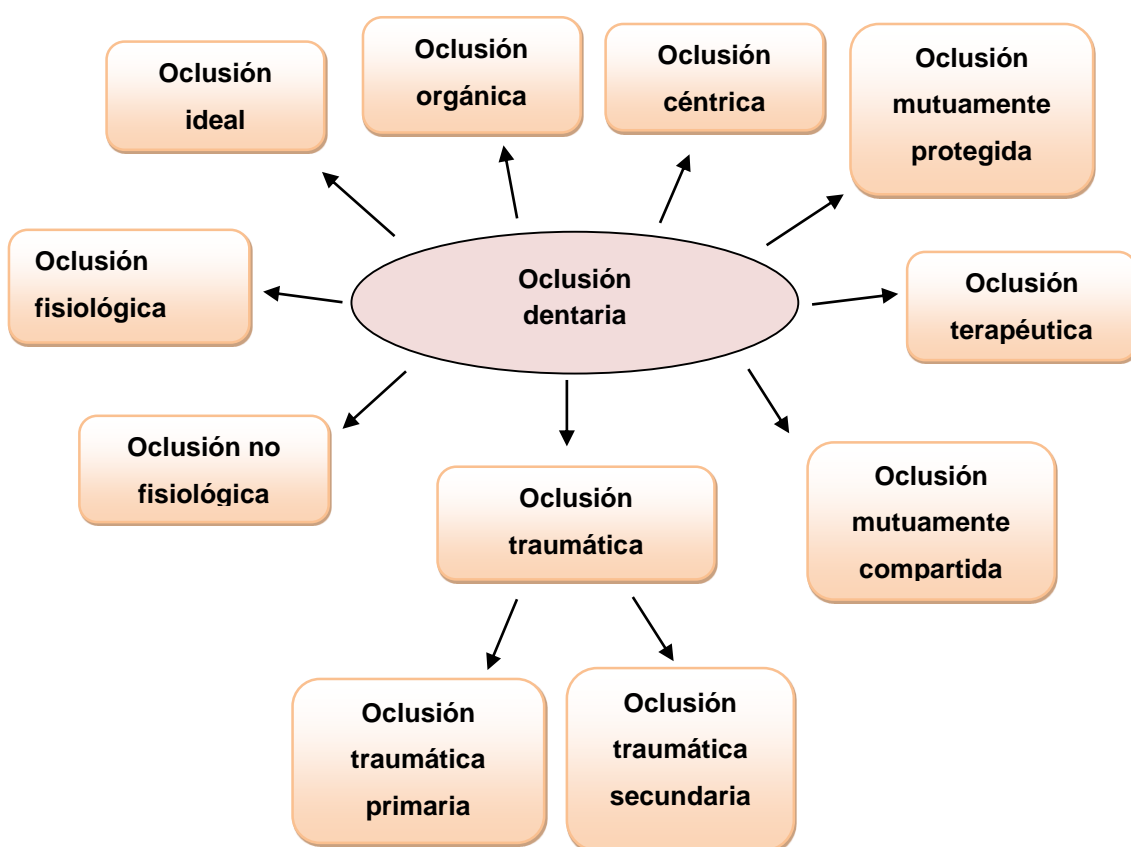 Oclusión
ideal
Oclusión
orgánica
Oclusión
céntrica
Oclusión
mutuamente
protegida
Oclusión
fisiológica
Oclusión
dentaria
Oclusión
terapéutica
Oclusión no
fisiológica
Oclusión
traumática
Oclusión
mutuamente
compartida
Oclusión
traumática
primaria
Oclusión
traumática
secundaria